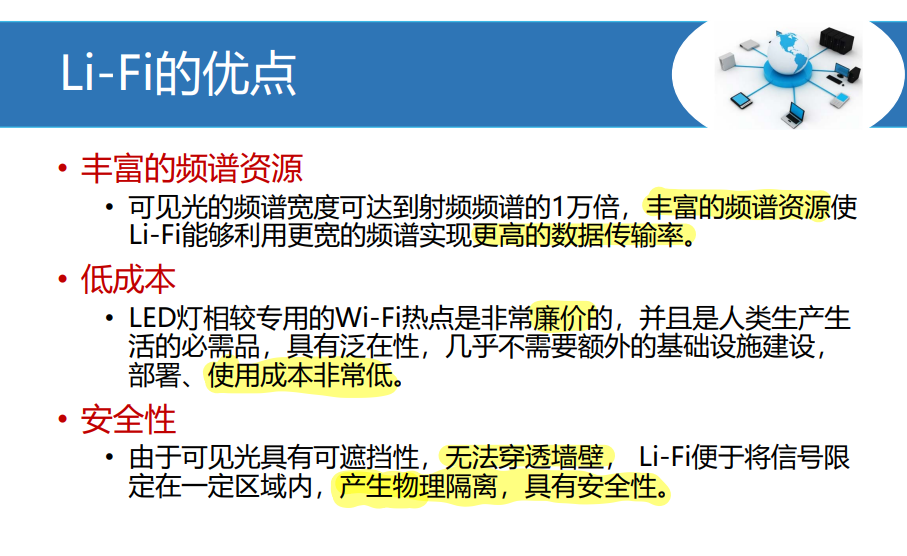 Li-Fi的优点
• 丰富的频谱资源
• 可见光的频谱宽度可达到射频频谱的1万倍，丰富的频谱资源使
Li-Fi能够利用更宽的频谱实现更高的数据传输率。
• 低成本
• LED灯相较专用的Wi-Fi热点是非常廉价的，并且是人类生产生
活的必需品，具有泛在性，几乎不需要额外的基础设施建设，
部署、使用成本非常低。
• 安全性
• 由于可见光具有可遮挡性，无法穿透墙壁， Li-Fi便于将信号限
定在一定区域内，产生物理隔离，具有安全性。